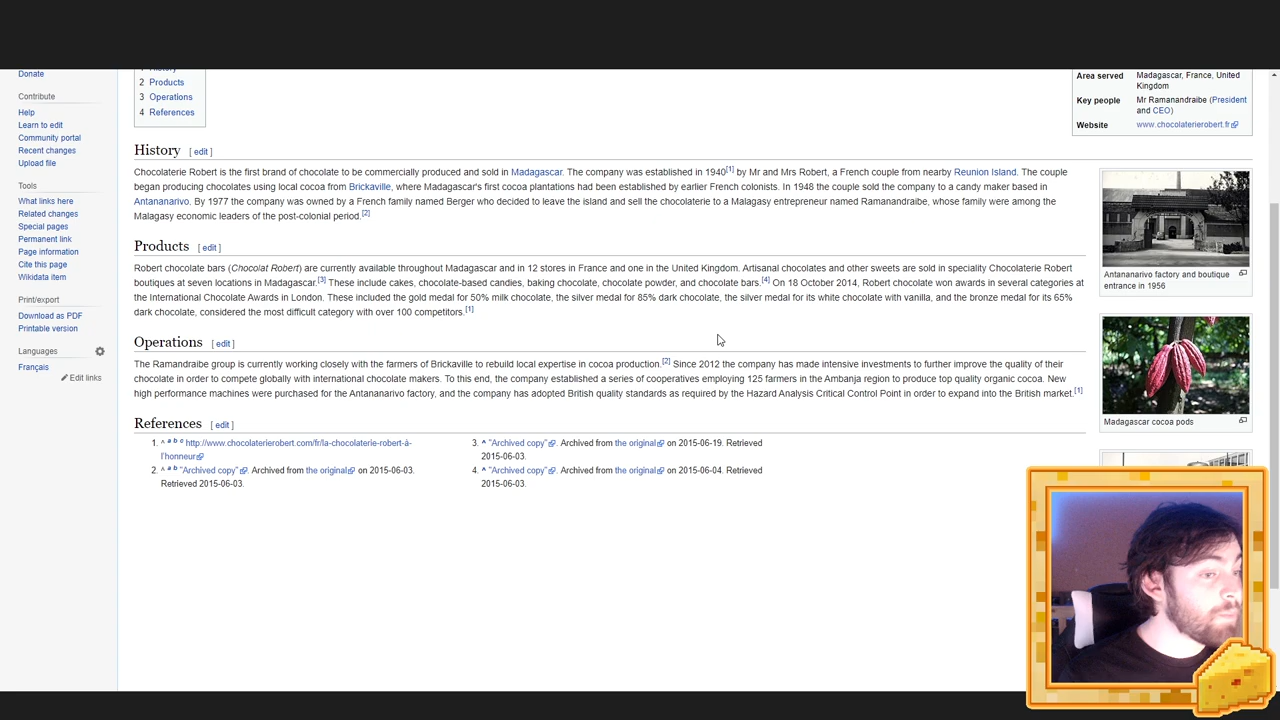 Donate
Contribute
Help
Learn to edit
Community portal
Recent changes
Upload file
Tools
What links here
Related changes
Special pages
Permanent link
Page information
Cite this page
Wikidata item
Print/export
Download as PDF
Printable version
Languages
Français
Edit links
1 History
2 Products
3 Operations
4 References
History [ edit ]
Chocolaterie Robert is the first brand of chocolate to be commercially produced and sold in Madagascar. The company was established in 1940[1] by Mr and Mrs Robert, a French couple from nearby Reunion Island. The couple
began producing chocolates using local cocoa from Brickaville, where Madagascar's first cocoa plantations had been established by earlier French colonists. In 1948 the couple sold the company to a candy maker based in
Antananarivo. By 1977 the company was owned by a French family named Berger who decided to leave the island and sell the chocolaterie to a Malagasy entrepreneur named Ramanandraibe, whose family were among the
Malagasy economic leaders of the post-colonial period.[2]
Products [ edit ]
Robert chocolate bars (Chocolat Robert) are currently available throughout Madagascar and in 12 stores in France and one in the United Kingdom. Artisanal chocolates and other sweets are sold in speciality Chocolaterie Robert
boutiques at seven locations in Madagascar.[3] These include cakes, chocolate-based candies, baking chocolate, chocolate powder, and chocolate bars.[4] On 18 October 2014, Robert chocolate won awards in several categories at
the International Chocolate Awards in London. These included the gold medal for 50% milk chocolate, the silver medal for 85% dark chocolate, the silver medal for its white chocolate with vanilla, and the bronze medal for its 65%
dark chocolate, considered the most difficult category with over 100 competitors.[1]
Operations [ edit ]
The Ramandraibe group is currently working closely with the farmers of Brickaville to rebuild local expertise in cocoa production.[2] Since 2012 the company has made intensive investments to further improve the quality of their
chocolate in order to compete globally with international chocolate makers. To this end, the company established a series of cooperatives employing 125 farmers in the Ambanja region to produce top quality organic cocoa. New
high performance machines were purchased for the Antananarivo factory, and the company has adopted British quality standards as required by the Hazard Analysis Critical Control Point in order to expand into the British market.[1]
References [ edit ]
1. ^ a b c http://www.chocolaterierobert.com/fr/la-chocolaterie-robert-à-
l'honneur
2. ^ a b "Archived copy". Archived from the original on 2015-06-03.
Retrieved 2015-06-03.
3. ^ "Archived copy". Archived from the original on 2015-06-19. Retrieved
2015-06-03.
4. ^ "Archived copy". Archived from the original on 2015-06-04. Retrieved
2015-06-03.
Area served Madagascar, France, United
Kingdom
Key people Mr Ramanandraibe (President
and CEO)
Website www.chocolaterierobert.fr
Antananarivo factory and boutique
entrance in 1956
Madagascar cocoa pods